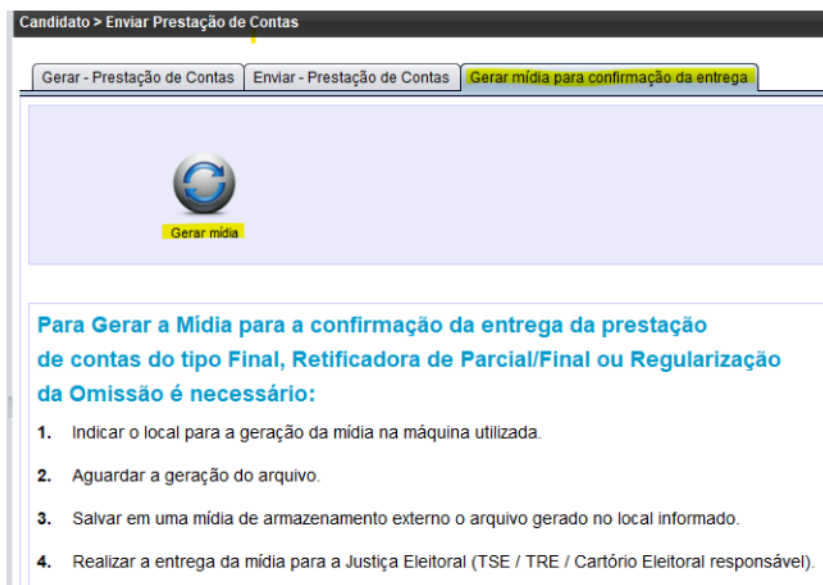 Candidato > Enviar Prestação de Contas
Gerar - Prestação de Contas Enviar - Prestação de Contas Gerar mídia para confirmação da entrega
Gerar mídia
Para Gerar a Mídia para a confirmação da entrega da prestação
de contas do tipo Final, Retificadora de Parcial/Final ou Regularização
da Omissão é necessário:
1. Indicar o local para a geração da mídia na máquina utilizada.
2. Aguardar a geração do arquivo.
3. Salvar em uma mídia de armazenamento externo o arquivo gerado no local informado.
4. Realizar a entrega da mídia para a Justiça Eleitoral (TSE / TRE / Cartório Eleitoral responsável).